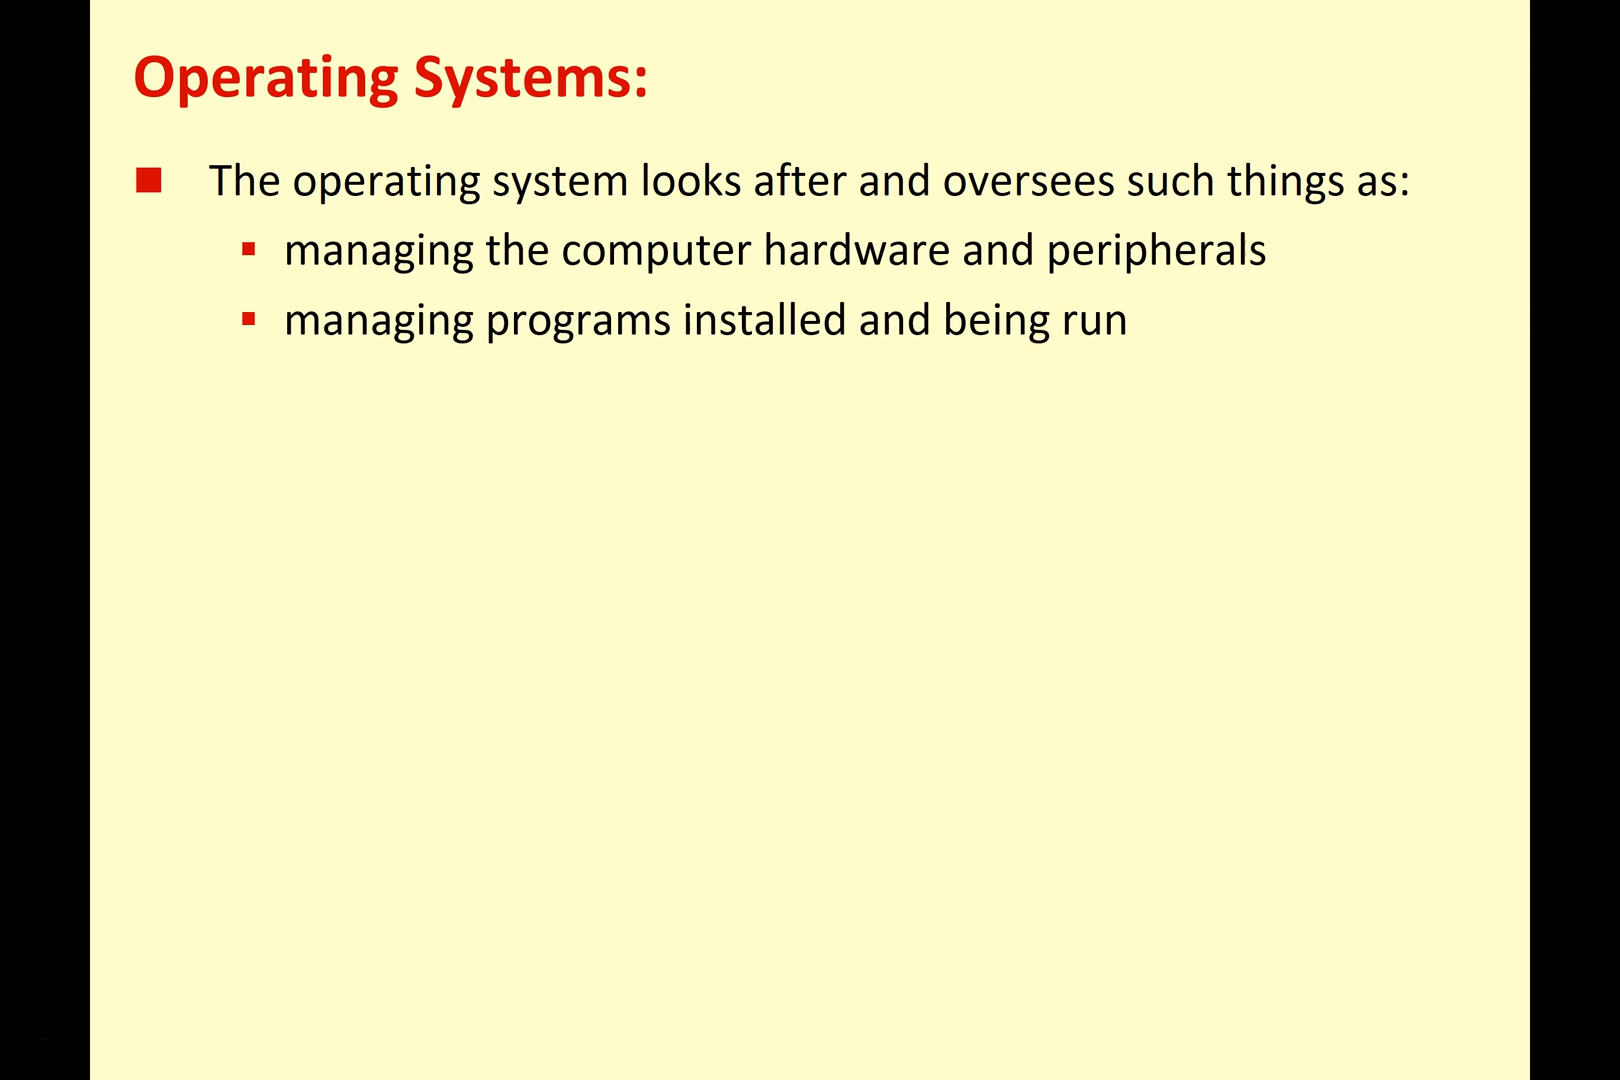 Operating Systems:
The operating system looks after and oversees such things as:
managing the computer hardware and peripherals
managing programs installed and being run